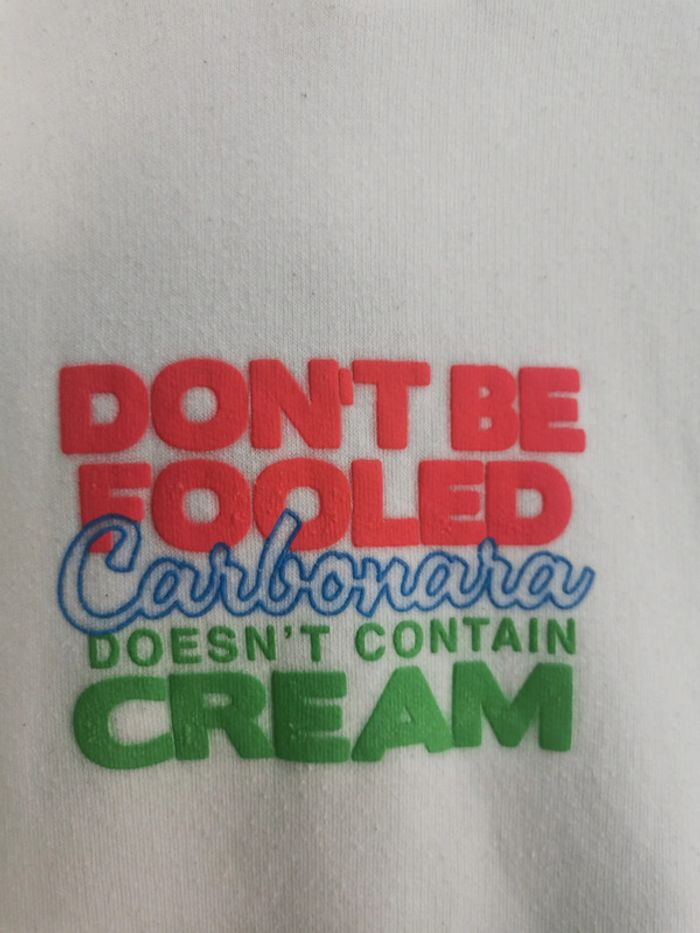 DON'T BE
FOOLED
Carbonara
DOESN'T CONTAIN
CREAM